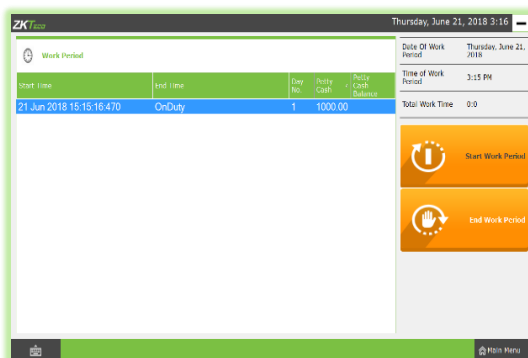 ZKTeco
Thursday, June 21, 2018 3:16
Work Period
Start Time End Time Day No. Petty Cash Petty Cash Balance
21 Jun 2018 15:15:16:470 OnDuty 1 1000.00
Date Of Work Period Thursday, June 21, 2018
Time of Work Period 3:15 PM
Total Work Time 0:0
Start Work Period
End Work Period
Main Menu